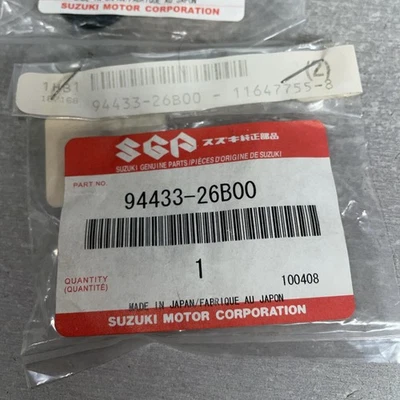 SUZUKI MOTOR CORPORATION
(2)
94433-26B00 - 11647755-8
SGP スズキ純正部品
SUZUKI GENUINE PARTS/PIÈCES D'ORIGINE DE SUZUKI
PART NO.
94433-26B00
QUANTITY
(QUANTITÉ)
1
100408
MADE IN JAPAN/FABRIQUE AU JAPON
SUZUKI MOTOR CORPORATION